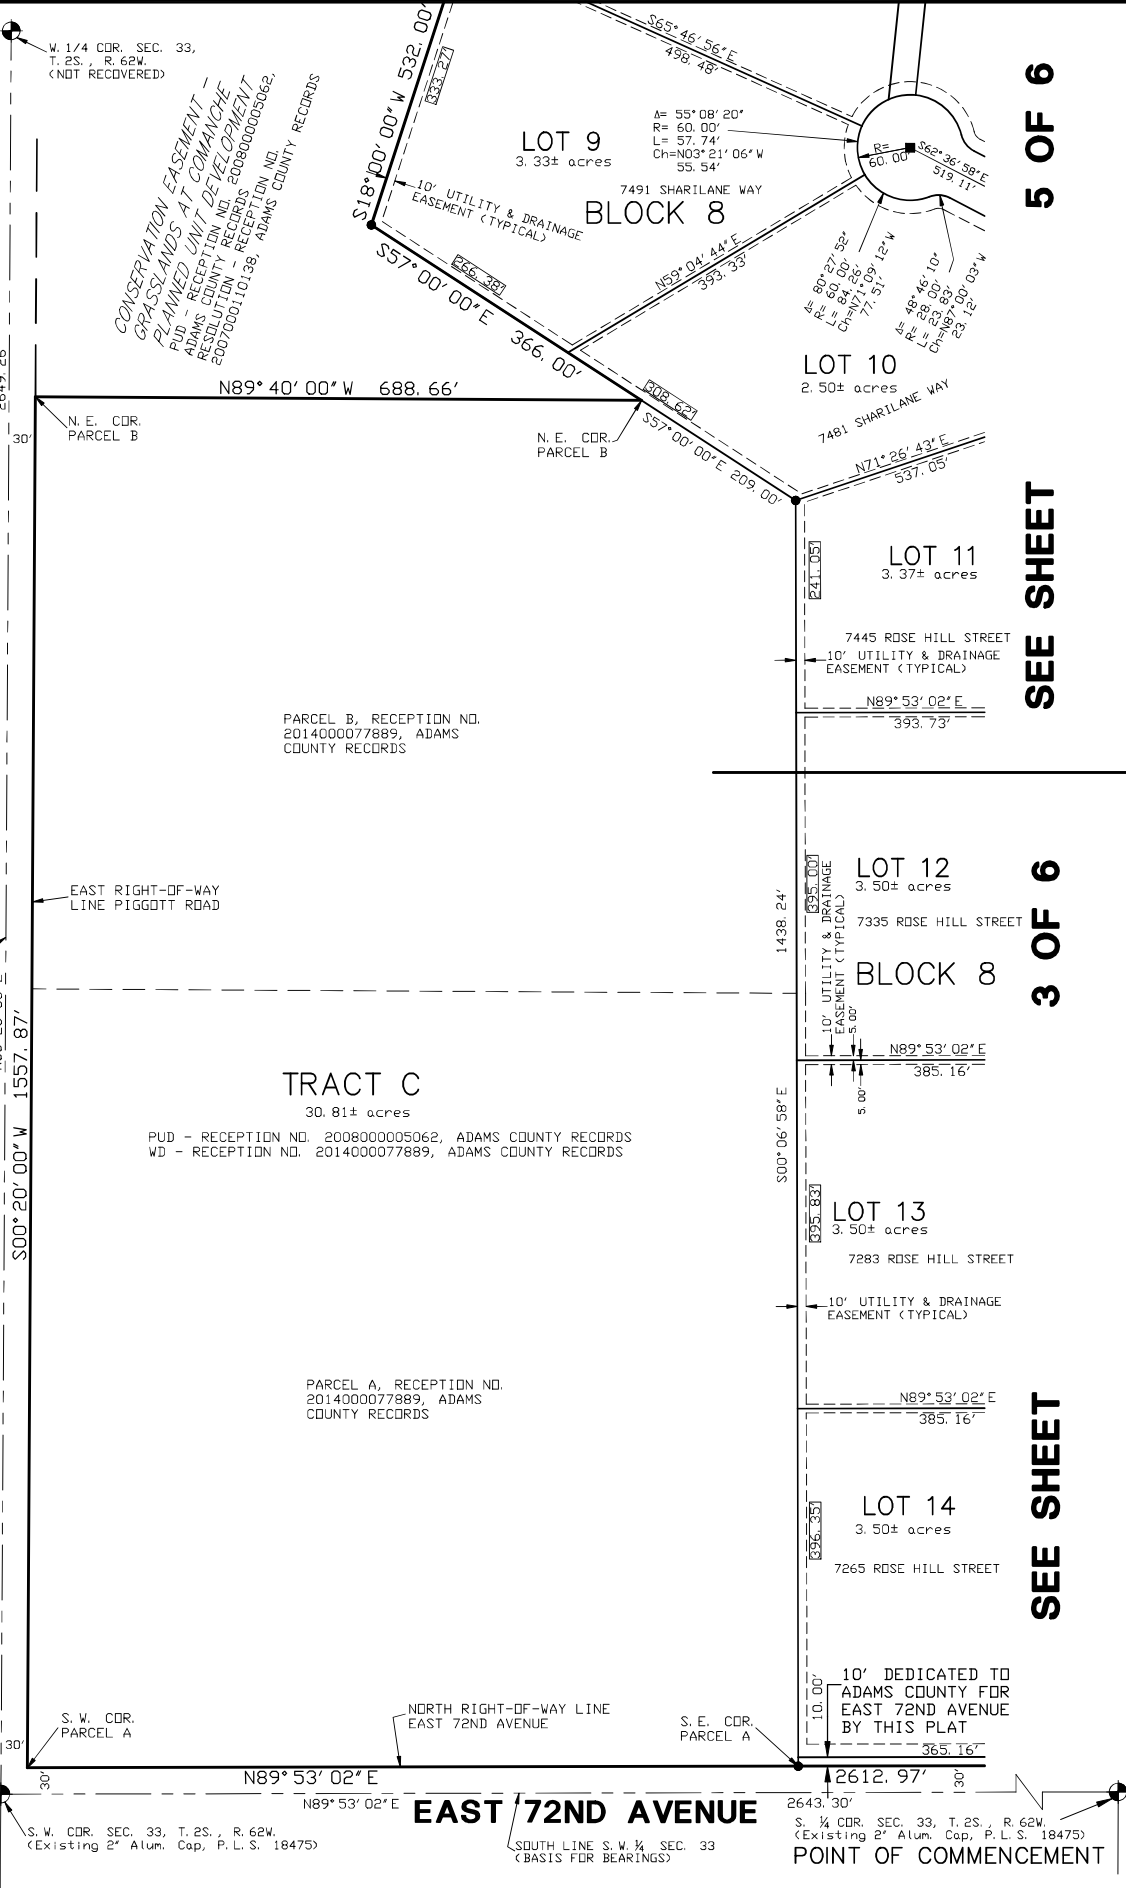 W. 1/4 COR. SEC. 33,
T. 2S., R. 62W.
(NOT RECOVERED)
CONSERVATION EASEMENT -
GRASSLANDS AT COMANCHE
PLANNED UNIT DEVELOPMENT
PUD - RECEPTION NO. 2008000005062,
ADAMS COUNTY RECORDS
RESOLUTION - RECEPTION NO.
2007000110138, ADAMS COUNTY RECORDS
S18°00'00"W 532.00'
333.27'
S65°46'56"E
498.48'
LOT 9
3.33± acres
Δ= 55°08'20"
R= 60.00'
L= 57.74'
Ch=N03°21'06"W
55.54'
R=
60.00'
S62°36'58"E
519.11'
5 OF 6
10' UTILITY & DRAINAGE
EASEMENT (TYPICAL)
7491 SHARILANE WAY
BLOCK 8
S57°00'00"E 366.00'
266.38'
N59°04'44"E
393.33'
Δ= 80°27'52"
R= 60.00'
L= 84.26'
Ch=N71°09'12"W
77.51'
Δ= 48°46'10"
R= 28.00'
L= 23.83'
Ch=N87°00'03"W
23.12'
LOT 10
2.50± acres
7481 SHARILANE WAY
2649.26
N89°40'00"W 688.66'
308.62'
S57°00'00"E 209.00'
N.E. COR.
PARCEL B
30'
N.E. COR.
PARCEL B
N71°26'43"E
537.05'
SEE SHEET
241.05'
LOT 11
3.37± acres
7445 ROSE HILL STREET
10' UTILITY & DRAINAGE
EASEMENT (TYPICAL)
N89°53'02"E
393.73'
PARCEL B, RECEPTION NO.
2014000077889, ADAMS
COUNTY RECORDS
EAST RIGHT-OF-WAY
LINE PIGGOTT ROAD
395.00'
LOT 12
3.50± acres
7335 ROSE HILL STREET
BLOCK 8
3 OF 6
1438.24'
10' UTILITY & DRAINAGE
EASEMENT (TYPICAL)
5.00'
N89°53'02"E
385.16'
5.00'
S00°20'00"W 1557.87'
TRACT C
30.81± acres
PUD - RECEPTION NO. 2008000005062, ADAMS COUNTY RECORDS
WD - RECEPTION NO. 2014000077889, ADAMS COUNTY RECORDS
S00°06'58"E
395.83'
LOT 13
3.50± acres
7283 ROSE HILL STREET
10' UTILITY & DRAINAGE
EASEMENT (TYPICAL)
PARCEL A, RECEPTION NO.
2014000077889, ADAMS
COUNTY RECORDS
N89°53'02"E
385.16'
SEE SHEET
396.35'
LOT 14
3.50± acres
7265 ROSE HILL STREET
10.00'
10' DEDICATED TO
ADAMS COUNTY FOR
EAST 72ND AVENUE
BY THIS PLAT
S.W. COR.
PARCEL A
NORTH RIGHT-OF-WAY LINE
EAST 72ND AVENUE
S.E. COR.
PARCEL A
30'
365.16'
30'
N89°53'02"E
2612.97'
30'
N89°53'02"E
EAST 72ND AVENUE
2643.30'
S.W. COR. SEC. 33, T.2S., R.62W.
(Existing 2" Alum. Cap, P.L.S. 18475)
SOUTH LINE S.W.¼ SEC. 33
(BASIS FOR BEARINGS)
S. ¼ COR. SEC. 33, T.2S., R.62W.
(Existing 2" Alum. Cap, P.L.S. 18475)
POINT OF COMMENCEMENT